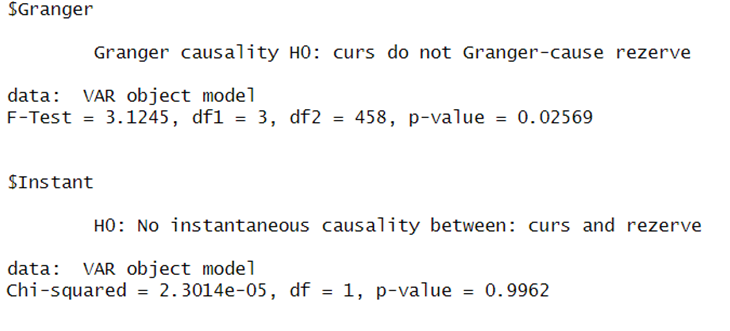 $Granger
Granger causality H0: curs do not Granger-cause rezerve
data: VAR object model
F-Test = 3.1245, df1 = 3, df2 = 458, p-value = 0.02569
$Instant
H0: No instantaneous causality between: curs and rezerve
data: VAR object model
Chi-squared = 2.3014e-05, df = 1, p-value = 0.9962